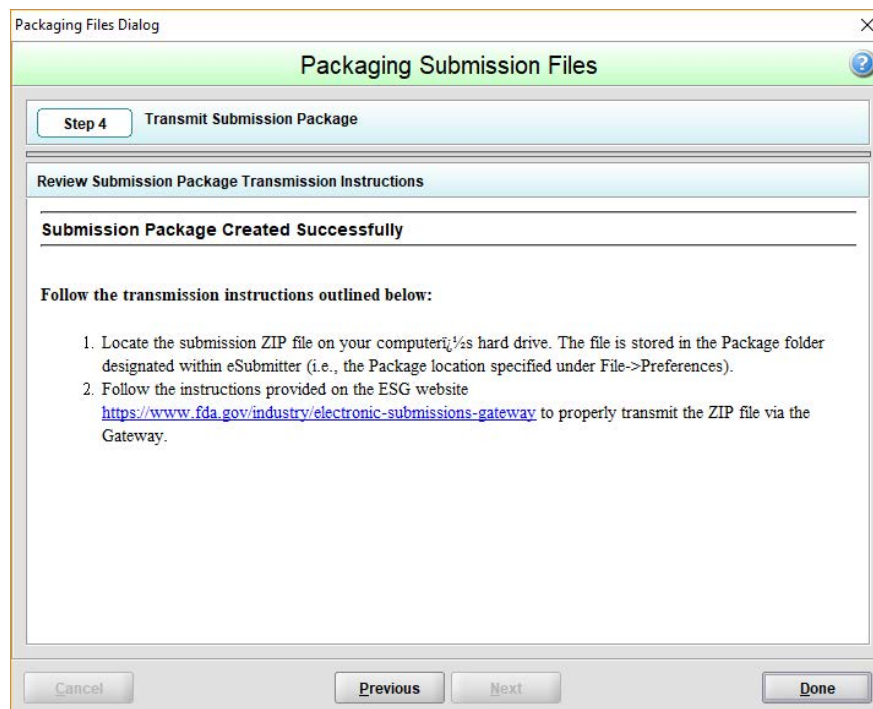 Packaging Files Dialog
Packaging Submission Files
Step 4
Transmit Submission Package
Review Submission Package Transmission Instructions
Submission Package Created Successfully
Follow the transmission instructions outlined below:
1. Locate the submission ZIP file on your computerï¿½s hard drive. The file is stored in the Package folder
designated within eSubmitter (i.e., the Package location specified under File->Preferences).
2. Follow the instructions provided on the ESG website
https://www.fda.gov/industry/electronic-submissions-gateway to properly transmit the ZIP file via the
Gateway.
Cancel
Previous
Next
Done